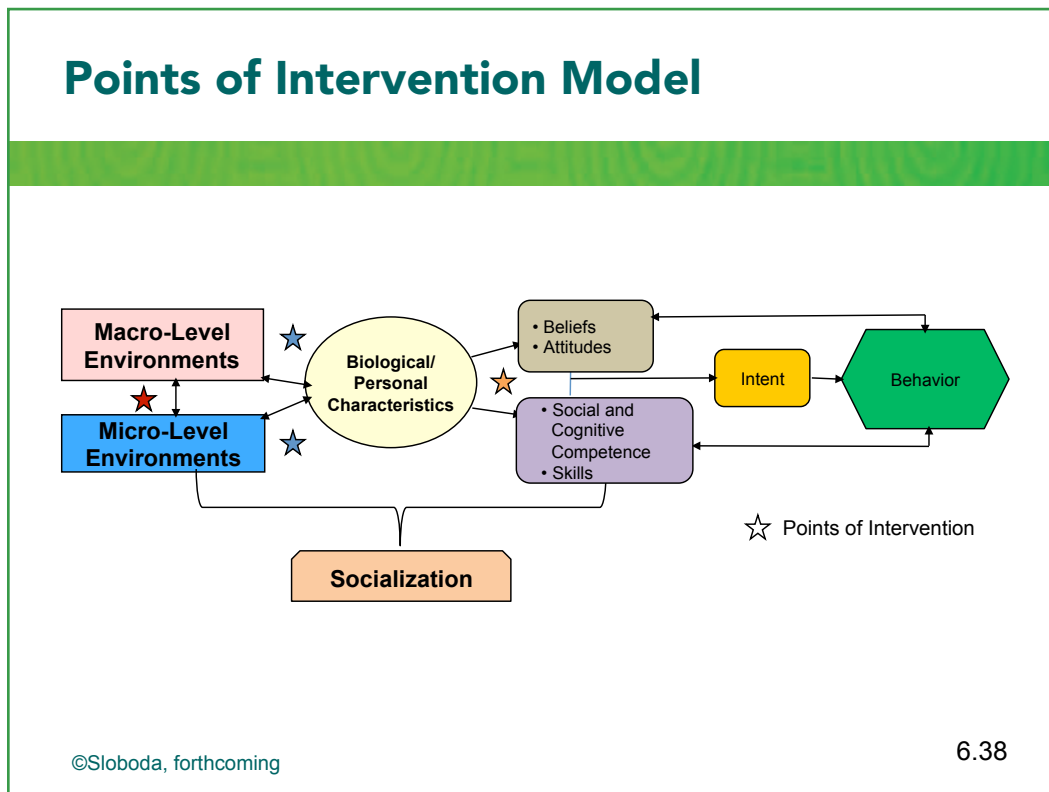 Points of Intervention Model
Macro-Level
Environments
Micro-Level
Environments
Biological/
Personal
Characteristics
• Beliefs
• Attitudes
• Social and
Cognitive
Competence
• Skills
Intent
Behavior
Points of Intervention
Socialization
©Sloboda, forthcoming
6.38